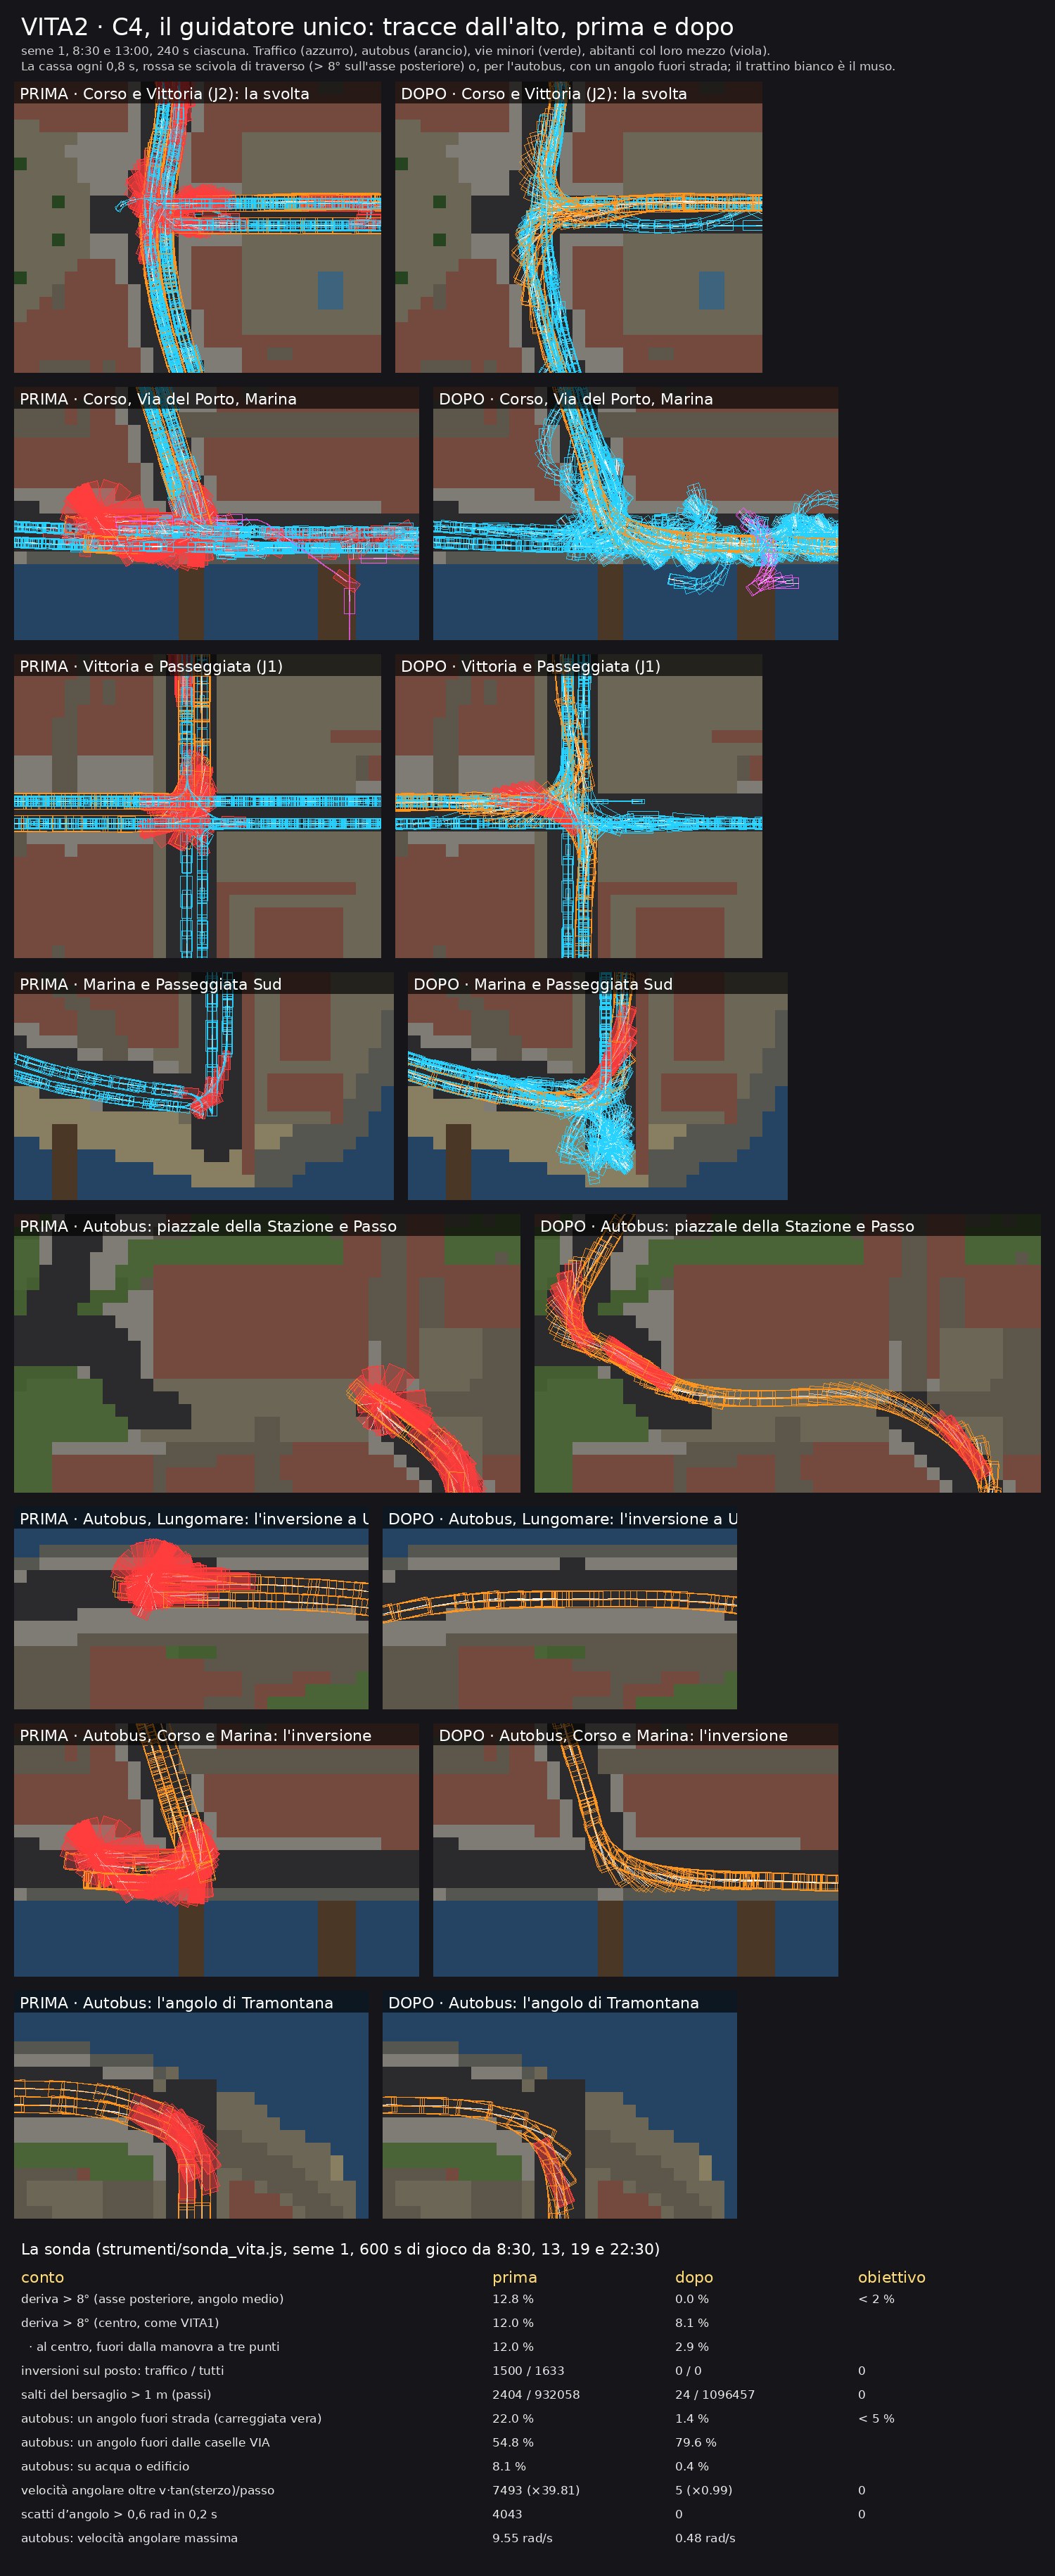 VITA2 · C4, il guidatore unico: tracce dall'alto, prima e dopo
seme 1, 8:30 e 13:00, 240 s ciascuna. Traffico (azzurro), autobus (arancio), vie minori (verde), abitanti col loro mezzo (viola).
La cassa ogni 0,8 s, rossa se scivola di traverso (> 8° sull'asse posteriore) o, per l'autobus, con un angolo fuori strada; il trattino bianco è il muso.
PRIMA · Corso e Vittoria (J2): la svolta
DOPO · Corso e Vittoria (J2): la svolta
PRIMA · Corso, Via del Porto, Marina
DOPO · Corso, Via del Porto, Marina
PRIMA · Vittoria e Passeggiata (J1)
DOPO · Vittoria e Passeggiata (J1)
PRIMA · Marina e Passeggiata Sud
DOPO · Marina e Passeggiata Sud
PRIMA · Autobus: piazzale della Stazione e Passo
DOPO · Autobus: piazzale della Stazione e Passo
PRIMA · Autobus, Lungomare: l'inversione a U
DOPO · Autobus, Lungomare: l'inversione a U
PRIMA · Autobus, Corso e Marina: l'inversione
DOPO · Autobus, Corso e Marina: l'inversione
PRIMA · Autobus: l'angolo di Tramontana
DOPO · Autobus: l'angolo di Tramontana
La sonda (strumenti/sonda_vita.js, seme 1, 600 s di gioco da 8:30, 13, 19 e 22:30)
conto prima dopo obiettivo
deriva > 8° (asse posteriore, angolo medio) 12.8 % 0.0 % < 2 %
deriva > 8° (centro, come VITA1) 12.0 % 8.1 %
· al centro, fuori dalla manovra a tre punti 12.0 % 2.9 %
inversioni sul posto: traffico / tutti 1500 / 1633 0 / 0 0
salti del bersaglio > 1 m (passi) 2404 / 932058 24 / 1096457 0
autobus: un angolo fuori strada (carreggiata vera) 22.0 % 1.4 % < 5 %
autobus: un angolo fuori dalle caselle VIA 54.8 % 79.6 %
autobus: su acqua o edificio 8.1 % 0.4 %
velocità angolare oltre v·tan(sterzo)/passo 7493 (×39.81) 5 (×0.99) 0
scatti d’angolo > 0,6 rad in 0,2 s 4043 0 0
autobus: velocità angolare massima 9.55 rad/s 0.48 rad/s